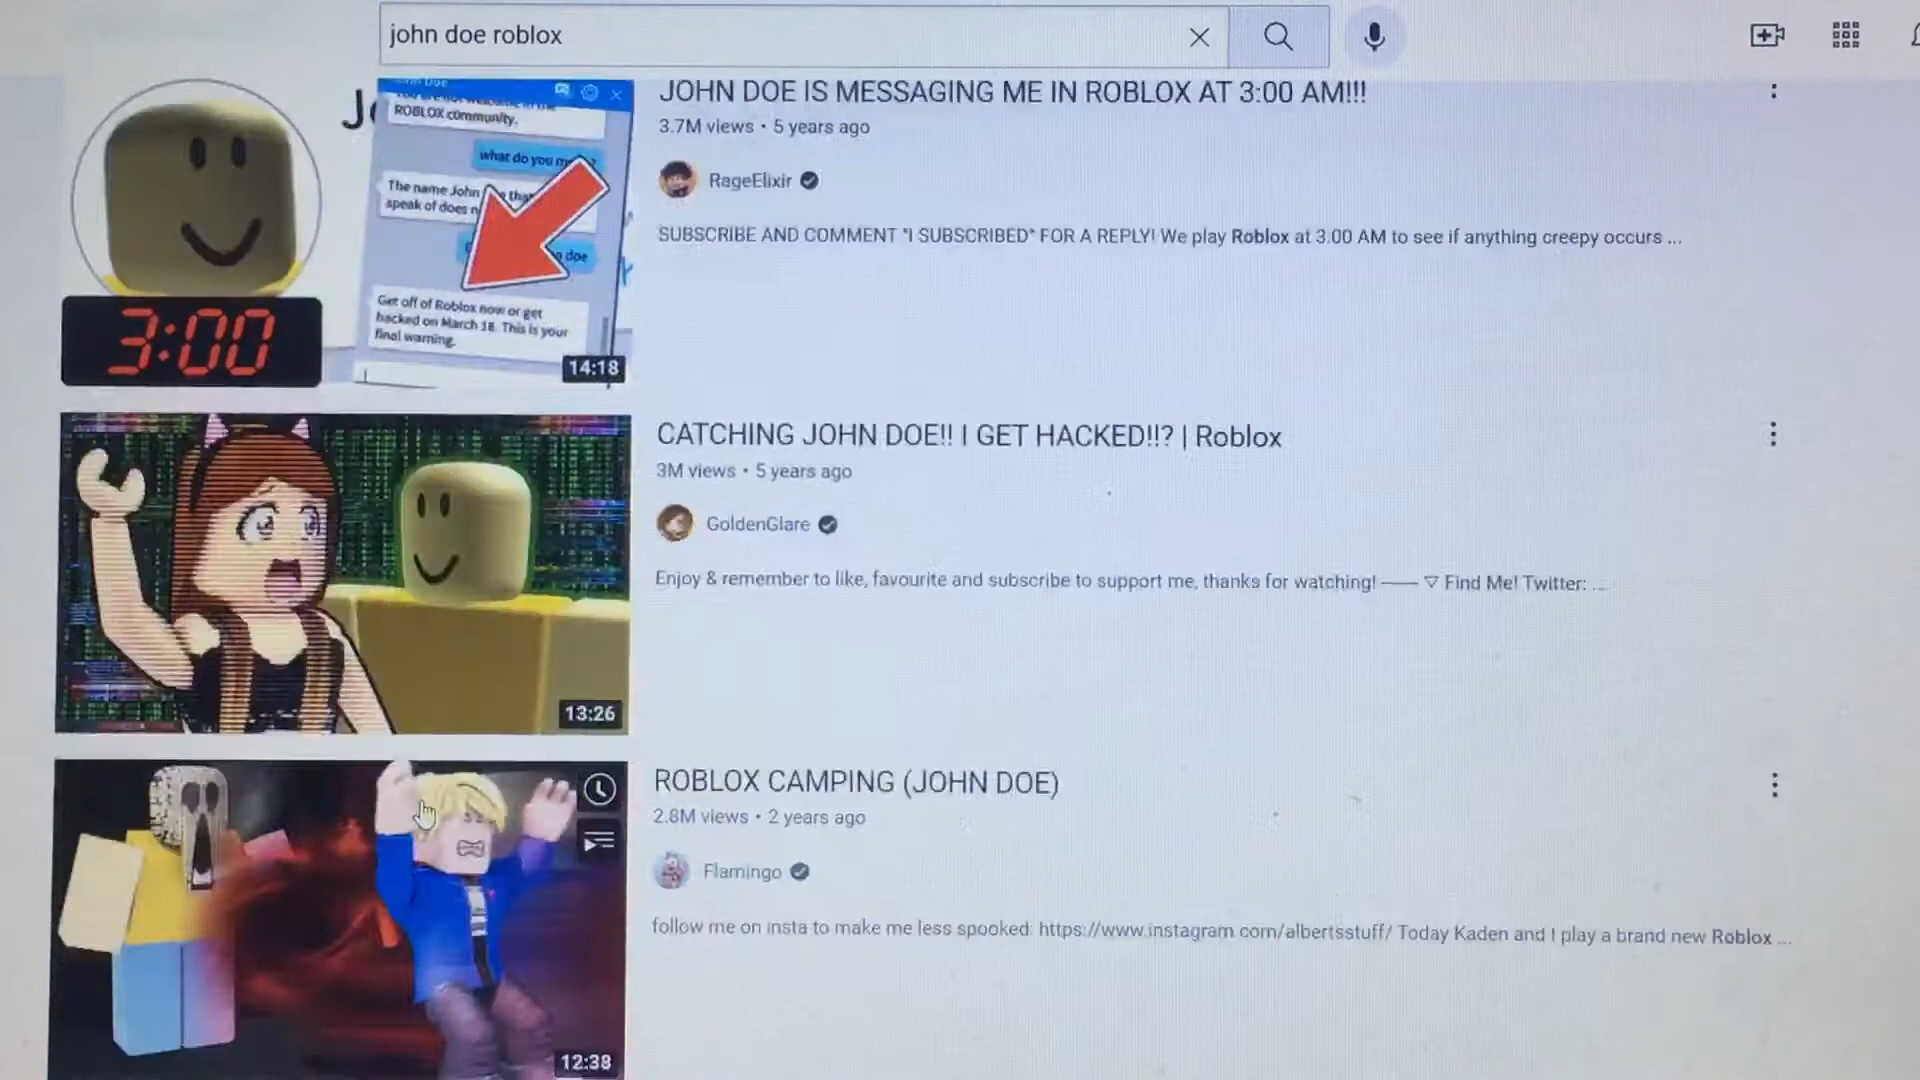 john doe roblox
JOHN DOE IS MESSAGING ME IN ROBLOX AT 3:00 AM!!!
3.7M views • 5 years ago
RageElixir
SUBSCRIBE AND COMMENT "I SUBSCRIBED" FOR A REPLY! We play Roblox at 3:00 AM to see if anything creepy occurs ...
ROBLOX community.
what do you
The name John
speak of does
doe
Get off of Roblox now or get
hacked on March 18. This is your
final warning.
3:00
14:18
CATCHING JOHN DOE!! I GET HACKED!!? | Roblox
3M views • 5 years ago
GoldenGlare
Enjoy & remember to like, favourite and subscribe to support me, thanks for watching! —— ▽ Find Me! Twitter: ...
13:26
ROBLOX CAMPING (JOHN DOE)
2.8M views • 2 years ago
Flamingo
follow me on insta to make me less spooked: https://www.instagram.com/albertsstuff/ Today Kaden and I play a brand new Roblox ...
12:38